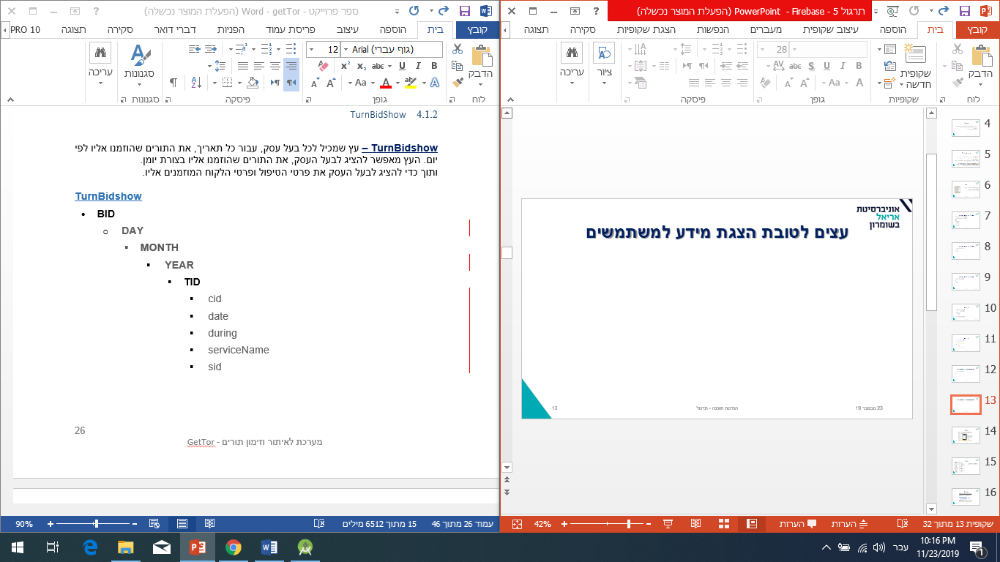 תרגול 5 - Firebase - PowerPoint (הפעלת המוצר נכשלה)
קובץ
בית
הוספה
עיצוב שקופית
מעברים
הנפשות
הצגת שקופיות
סקירה
תצוגה
הדבק
שקופית חדשה
28
ציור
עריכה
לוח
שקופיות
גופן
פיסקה
4
5
6
7
8
9
10
11
12
13
14
15
16
אוניברסיטת
אריאל
בשומרון
עצים לטובת הצגת מידע למשתמשים
23 נובמבר 19
הנדסת תוכנה - תרגול
13
שקופית 13 מתוך 32
הערות
הערות
42%
ספר פרוייקט - getTor - Word (הפעלת המוצר נכשלה)
קובץ
בית
הוספה
עיצוב
פריסת עמוד
הפניות
דברי דואר
סקירה
תצוגה
PRO 10
הדבק
Arial (גוף עברי)
12
סגנונות
עריכה
לוח
גופן
פיסקה
סגנונות
4.1.2 TurnBidShow
TurnBidshow – עץ שמכיל לכל בעל עסק, עבור כל תאריך, את התורים שהוזמנו אליו לפי
יום. העץ מאפשר להציג לבעל העסק, את התורים שהוזמנו אליו בצורת יומן.
ותוך כדי להציג לבעל העסק את פרטי הטיפול ופרטי הלקוח המוזמנים אליו.
TurnBidshow
BID
DAY
MONTH
YEAR
TID
cid
date
during
serviceName
sid
26
מערכת לאיתור וזימון תורים - GetTor
עמוד 26 מתוך 46
15 מתוך 6512 מילים
90%
עבר
10:16 PM
11/23/2019
1